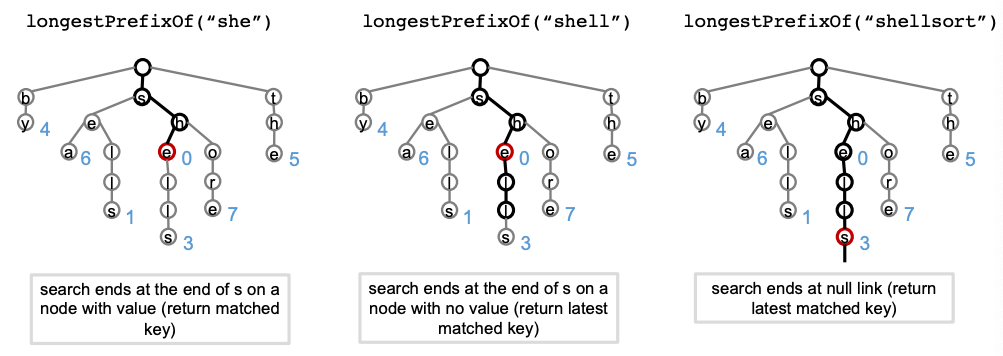 longestPrefixOf(“she”)
b s t
y 4 e h h
a 6 l e 0 o e 5
l l r
s 1 l e 7
s 3
search ends at the end of s on a
node with value (return matched
key)
longestPrefixOf(“shell”)
b s t
y 4 e h h
a 6 l e 0 o e 5
l l r
s 1 l e 7
s 3
search ends at the end of s on a
node with no value (return latest
matched key)
longestPrefixOf(“shellsort”)
b s t
y 4 e h h
a 6 l e 0 o e 5
l l r
s 1 l e 7
s 3
search ends at null link (return
latest matched key)